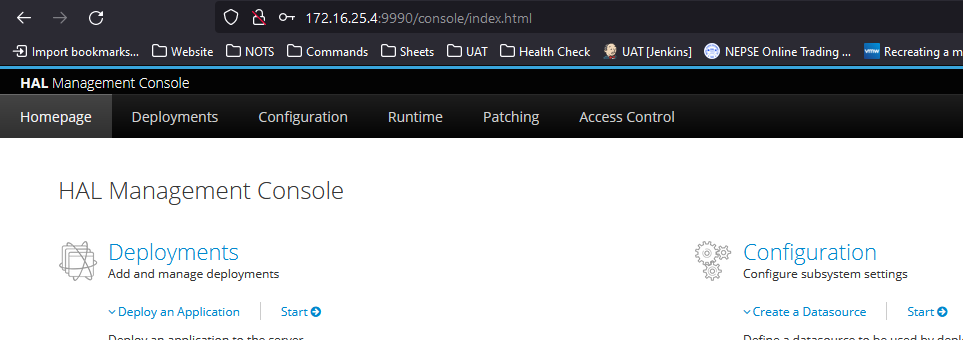 172.16.25.4:9990/console/index.html
Import bookmarks... Website NOTS Commands Sheets UAT Health Check UAT [Jenkins] NEPSE Online Trading ... vmw Recreating a m
HAL Management Console
Homepage Deployments Configuration Runtime Patching Access Control
HAL Management Console
Deployments
Add and manage deployments
Deploy an Application Start
Deploy an application to the server
Configuration
Configure subsystem settings
Create a Datasource Start
Define a datasource to be used by depl